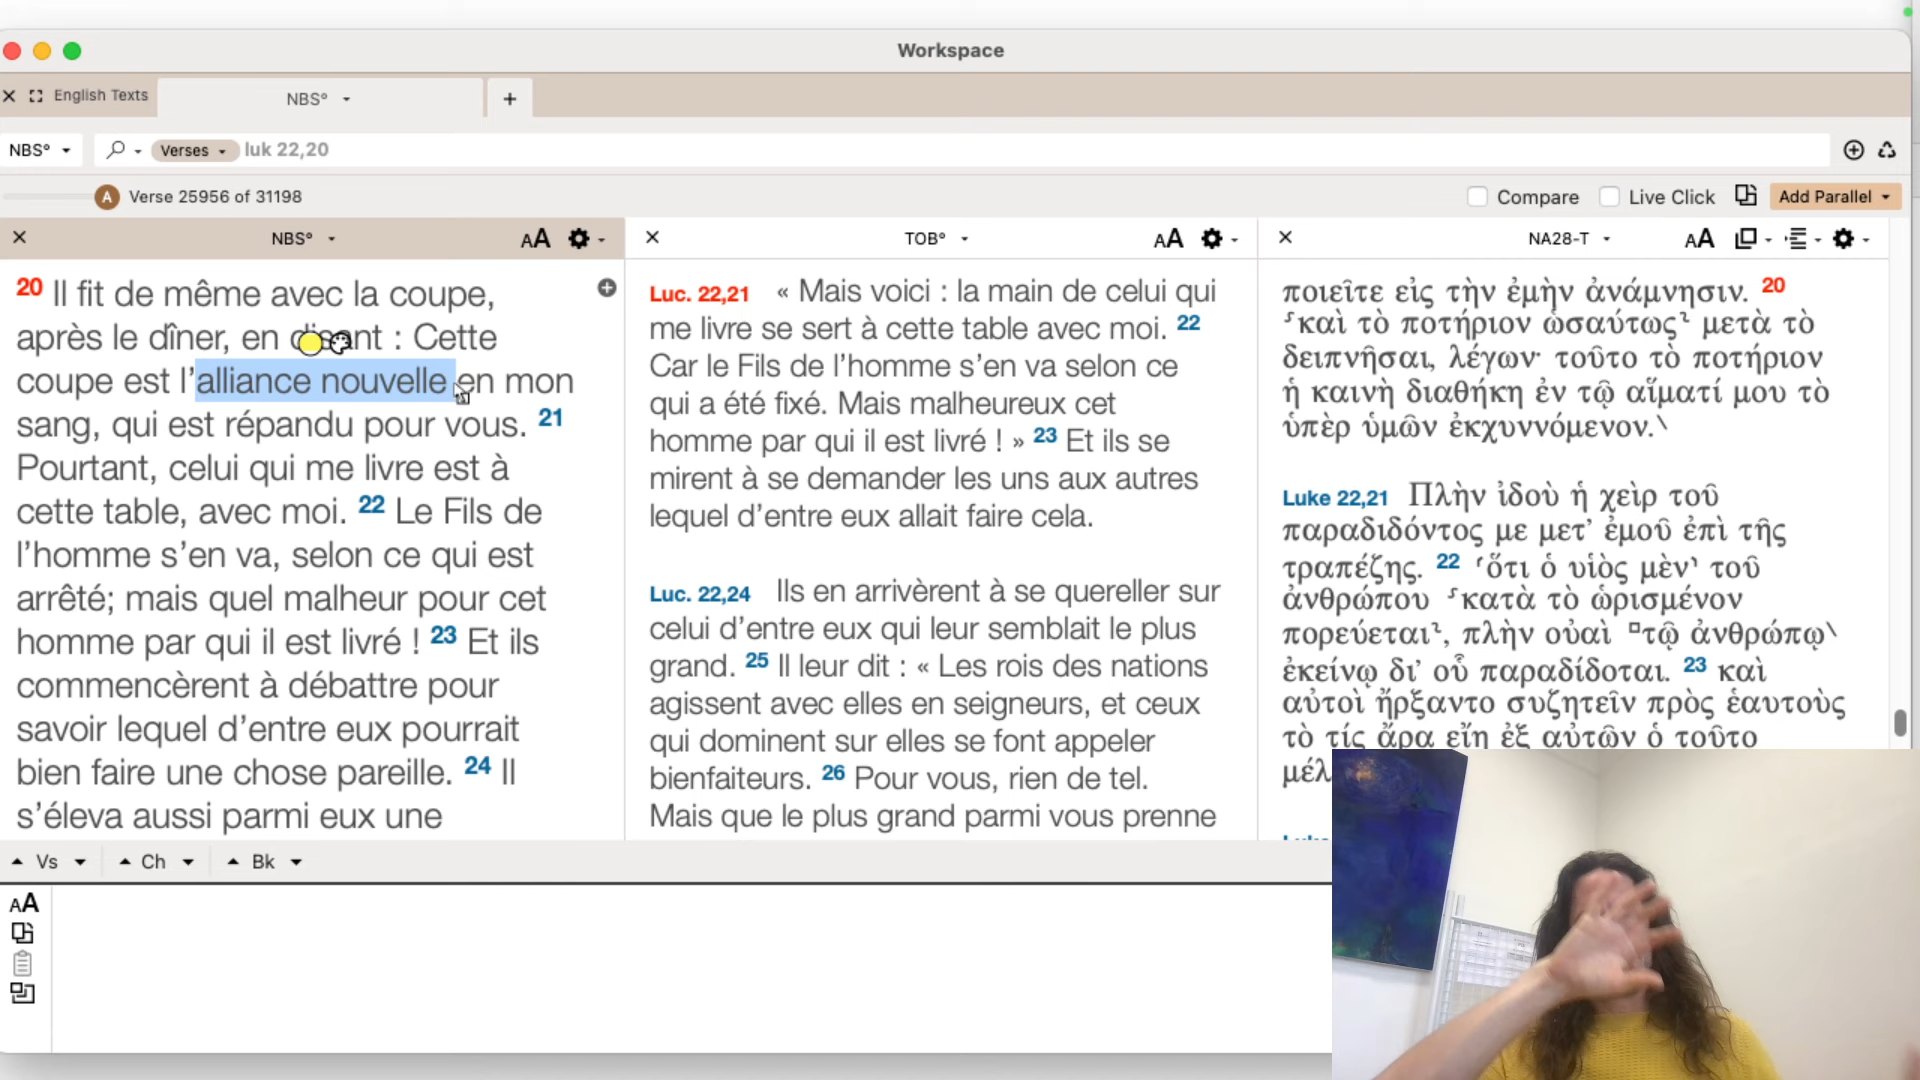 Workspace
English Texts
NBS°
+
NBS°
Verses
luk 22,20
A
Verse 25956 of 31198
Compare
Live Click
Add Parallel
NBS°
AA
20 Il fit de même avec la coupe,
après le dîner, en disant : Cette
coupe est l’alliance nouvelle en mon
sang, qui est répandu pour vous. 21
Pourtant, celui qui me livre est à
cette table, avec moi. 22 Le Fils de
l’homme s’en va, selon ce qui est
arrêté; mais quel malheur pour cet
homme par qui il est livré ! 23 Et ils
commencèrent à débattre pour
savoir lequel d’entre eux pourrait
bien faire une chose pareille. 24 Il
s’éleva aussi parmi eux une
TOB°
AA
Luc. 22,21 « Mais voici : la main de celui qui
me livre se sert à cette table avec moi. 22
Car le Fils de l’homme s’en va selon ce
qui a été fixé. Mais malheureux cet
homme par qui il est livré ! » 23 Et ils se
mirent à se demander les uns aux autres
lequel d’entre eux allait faire cela.
Luc. 22,24 Ils en arrivèrent à se quereller sur
celui d’entre eux qui leur semblait le plus
grand. 25 Il leur dit : « Les rois des nations
agissent avec elles en seigneurs, et ceux
qui dominent sur elles se font appeler
bienfaiteurs. 26 Pour vous, rien de tel.
Mais que le plus grand parmi vous prenne
NA28-T
AA
ποιεῖτε εἰς τὴν ἐμὴν ἀνάμνησιν. 20
⸂καὶ τὸ ποτήριον ὡσαύτως⸃ μετὰ τὸ
δειπνῆσαι, λέγων· τοῦτο τὸ ποτήριον
ἡ καινὴ διαθήκη ἐν τῷ αἵματί μου τὸ
ὑπὲρ ὑμῶν ἐκχυννόμενον.⸌
Luke 22,21 Πλὴν ἰδοὺ ἡ χεὶρ τοῦ
παραδιδόντος με μετ’ ἐμοῦ ἐπὶ τῆς
τραπέζης. 22 ⸂ὅτι ὁ υἱὸς μὲν⸃ τοῦ
ἀνθρώπου ⸂κατὰ τὸ ὡρισμένον
πορεύεται⸃, πλὴν οὐαὶ ⸋τῷ ἀνθρώπῳ⸌
ἐκείνῳ δι’ οὗ παραδίδοται. 23 καὶ
αὐτοὶ ἤρξαντο συζητεῖν πρὸς ἑαυτοὺς
τὸ τίς ἄρα εἴη ἐξ αὐτῶν ὁ τοῦτο
μέλ
Vs
Ch
Bk
AA